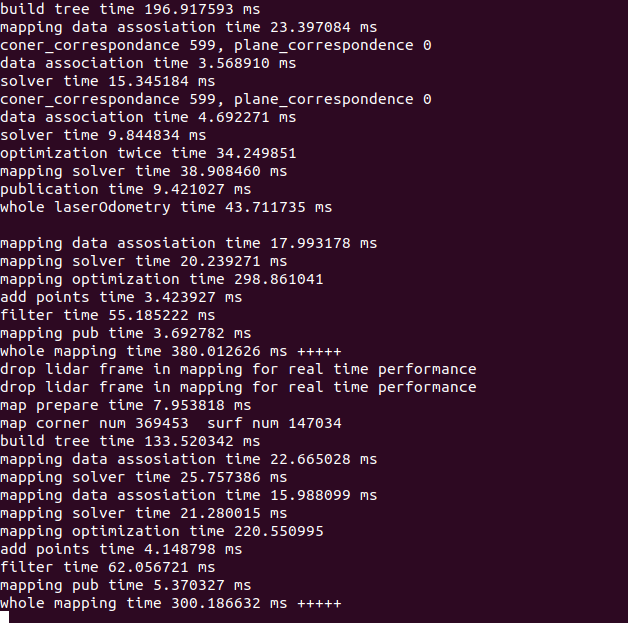 build tree time 196.917593 ms
mapping data assosiation time 23.397084 ms
coner_correspondance 599, plane_correspondence 0
data association time 3.568910 ms
solver time 15.345184 ms
coner_correspondance 599, plane_correspondence 0
data association time 4.692271 ms
solver time 9.844834 ms
optimization twice time 34.249851
mapping solver time 38.908460 ms
publication time 9.421027 ms
whole laserOdometry time 43.711735 ms

mapping data assosiation time 17.993178 ms
mapping solver time 20.239271 ms
mapping optimization time 298.861041
add points time 3.423927 ms
filter time 55.185222 ms
mapping pub time 3.692782 ms
whole mapping time 380.012626 ms +++++
drop lidar frame in mapping for real time performance
drop lidar frame in mapping for real time performance
map prepare time 7.953818 ms
map corner num 369453  surf num 147034
build tree time 133.520342 ms
mapping data assosiation time 22.665028 ms
mapping solver time 25.757386 ms
mapping data assosiation time 15.988099 ms
mapping solver time 21.280015 ms
mapping optimization time 220.550995
add points time 4.148798 ms
filter time 62.056721 ms
mapping pub time 5.370327 ms
whole mapping time 300.186632 ms +++++